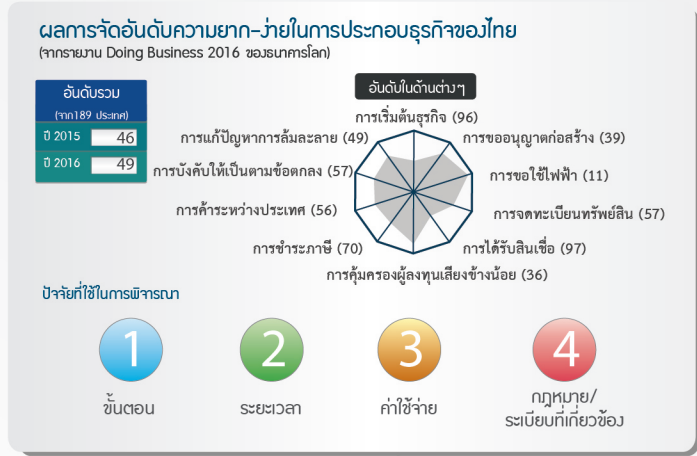 ผลการจัดอันดับความยาก-ง่ายในการประกอบธุรกิจของไทย
(จากรายงาน Doing Business 2016 ของธนาคารโลก)
อันดับรวม
(จาก189 ประเทศ)
ปี 2015 46
ปี 2016 49
อันดับในด้านต่างๆ
การเริ่มต้นธุรกิจ (96)
การแก้ปัญหาการล้มละลาย (49)
การขออนุญาตก่อสร้าง (39)
การบังคับให้เป็นตามข้อตกลง (57)
การขอใช้ไฟฟ้า (11)
การค้าระหว่างประเทศ (56)
การจดทะเบียนทรัพย์สิน (57)
การชำระภาษี (70)
การได้รับสินเชื่อ (97)
การคุ้มครองผู้ลงทุนเสียงข้างน้อย (36)
ปัจจัยที่ใช้ในการพิจารณา
1
ขั้นตอน
2
ระยะเวลา
3
ค่าใช้จ่าย
4
กฎหมาย/
ระเบียบที่เกี่ยวข้อง